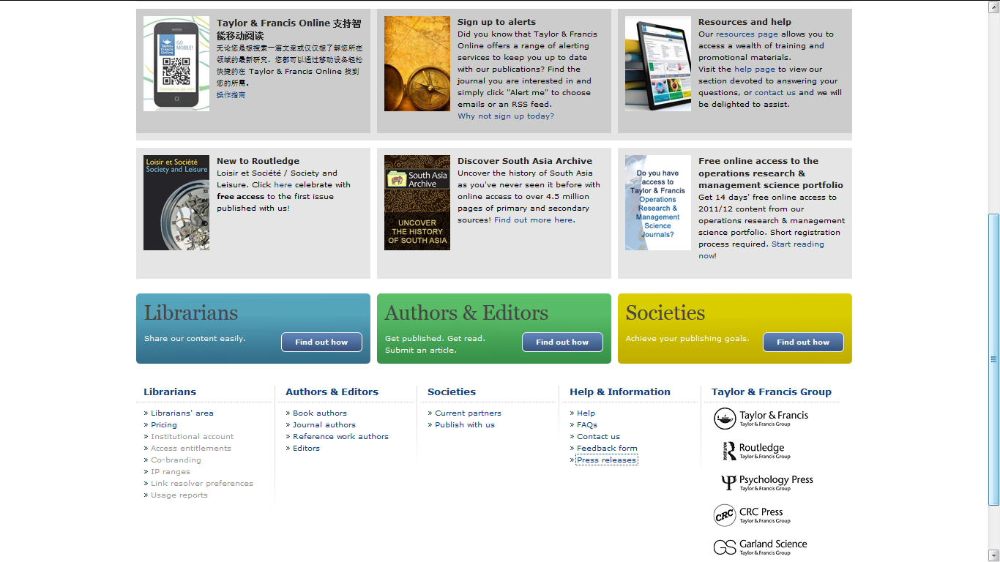 GO
MOBILE!
Taylor & Francis Online 支持智
能移动阅读
无论您是想搜索一篇文章或仅仅想了解您所在
领域的最新研究，您都可以通过移动设备轻松
快捷的在 Taylor & Francis Online 找到
您的所需。
操作指南
Sign up to alerts
Did you know that Taylor & Francis
Online offers a range of alerting
services to keep you up to date
with our publications? Find the
journal you are interested in and
simply click "Alert me" to choose
emails or an RSS feed.
Why not sign up today?
Resources and help
Our resources page allows you to
access a wealth of training and
promotional materials.
Visit the help page to view our
section devoted to answering your
questions, or contact us and we will
be delighted to assist.
Loisir et Société
Society and Leisure
New to Routledge
Loisir et Société / Society and
Leisure. Click here celebrate with
free access to the first issue
published with us!
South Asia
Archive
UNCOVER
THE HISTORY
OF SOUTH ASIA
Discover South Asia Archive
Uncover the history of South Asia
as you've never seen it before with
online access to over 4.5 million
pages of primary and secondary
sources! Find out more here.
Do you have
access to
Taylor & Francis
Operations
Research &
Management
Science
Journals?
Free online access to the
operations research &
management science portfolio
Get 14 days' free online access to
2011/12 content from our
operations research & management
science portfolio. Short registration
process required. Start reading
now!
Librarians
Share our content easily.
Find out how
Authors & Editors
Get published. Get read.
Submit an article.
Find out how
Societies
Achieve your publishing goals.
Find out how
Librarians
» Librarians' area
» Pricing
» Institutional account
» Access entitlements
» Co-branding
» IP ranges
» Link resolver preferences
» Usage reports
Authors & Editors
» Book authors
» Journal authors
» Reference work authors
» Editors
Societies
» Current partners
» Publish with us
Help & Information
» Help
» FAQs
» Contact us
» Feedback form
» Press releases
Taylor & Francis Group
Taylor & Francis
Taylor & Francis Group
ROUTLEDGE
Routledge
Taylor & Francis Group
Psychology Press
Taylor & Francis Group
CRC
CRC Press
Taylor & Francis Group
GS
Garland Science
Taylor & Francis Group